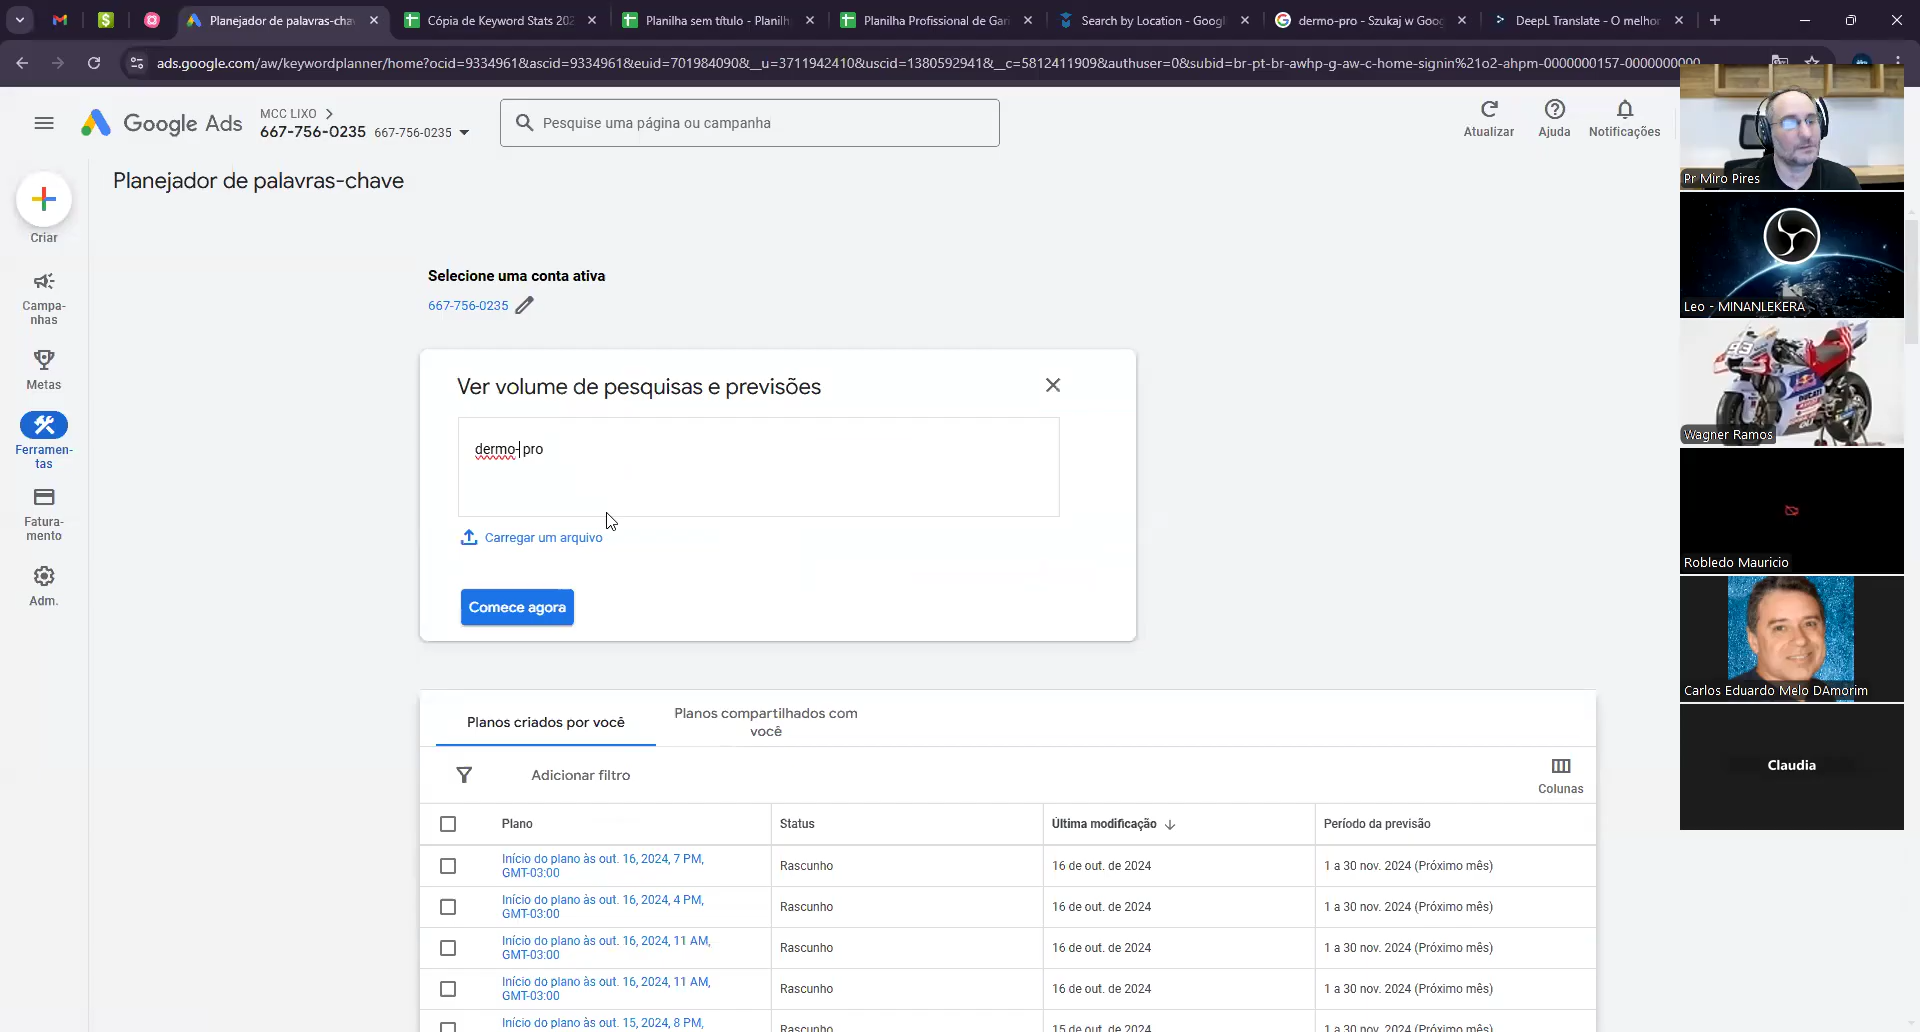 Planejador de palavras-cha
Cópia de Keyword Stats 202
Planilha sem título - Planilh
Planilha Profissional de Gar
Search by Location - Googl
dermo-pro - Szukaj w Goog
DeepL Translate - O melhor
ads.google.com/aw/keywordplanner/home?ocid=9334961&ascid=9334961&euid=701984090&__u=3711942410&uscid=1380592941&__c=5812411909&authuser=0&subid=br-pt-br-awhp-g-aw-c-home-signin%21o2-ahpm-0000000157-0000000000
Google Ads
MCC LIXO
667-756-0235 667-756-0235
Pesquise uma página ou campanha
Atualizar
Ajuda
Notificações
Planejador de palavras-chave
Criar
Campa-
nhas
Metas
Ferramen-
tas
Fatura-
mento
Adm.
Selecione uma conta ativa
667-756-0235
Ver volume de pesquisas e previsões
dermo-pro
Carregar um arquivo
Comece agora
Planos criados por você
Planos compartilhados com
você
Adicionar filtro
Colunas
Plano
Status
Última modificação
Período da previsão
Início do plano às out. 16, 2024, 7 PM,
GMT-03:00
Rascunho
16 de out. de 2024
1 a 30 nov. 2024 (Próximo mês)
Início do plano às out. 16, 2024, 4 PM,
GMT-03:00
Rascunho
16 de out. de 2024
1 a 30 nov. 2024 (Próximo mês)
Início do plano às out. 16, 2024, 11 AM,
GMT-03:00
Rascunho
16 de out. de 2024
1 a 30 nov. 2024 (Próximo mês)
Início do plano às out. 16, 2024, 11 AM,
GMT-03:00
Rascunho
16 de out. de 2024
1 a 30 nov. 2024 (Próximo mês)
Início do plano às out. 15, 2024, 8 PM,
Rascunho
15 de out. de 2024
1 a 30 nov. 2024 (Próximo mês)
Pr Miro Pires
Leo - MINANLEKERA
93
Wagner Ramos
Robledo Mauricio
Carlos Eduardo Melo DAmorim
Claudia